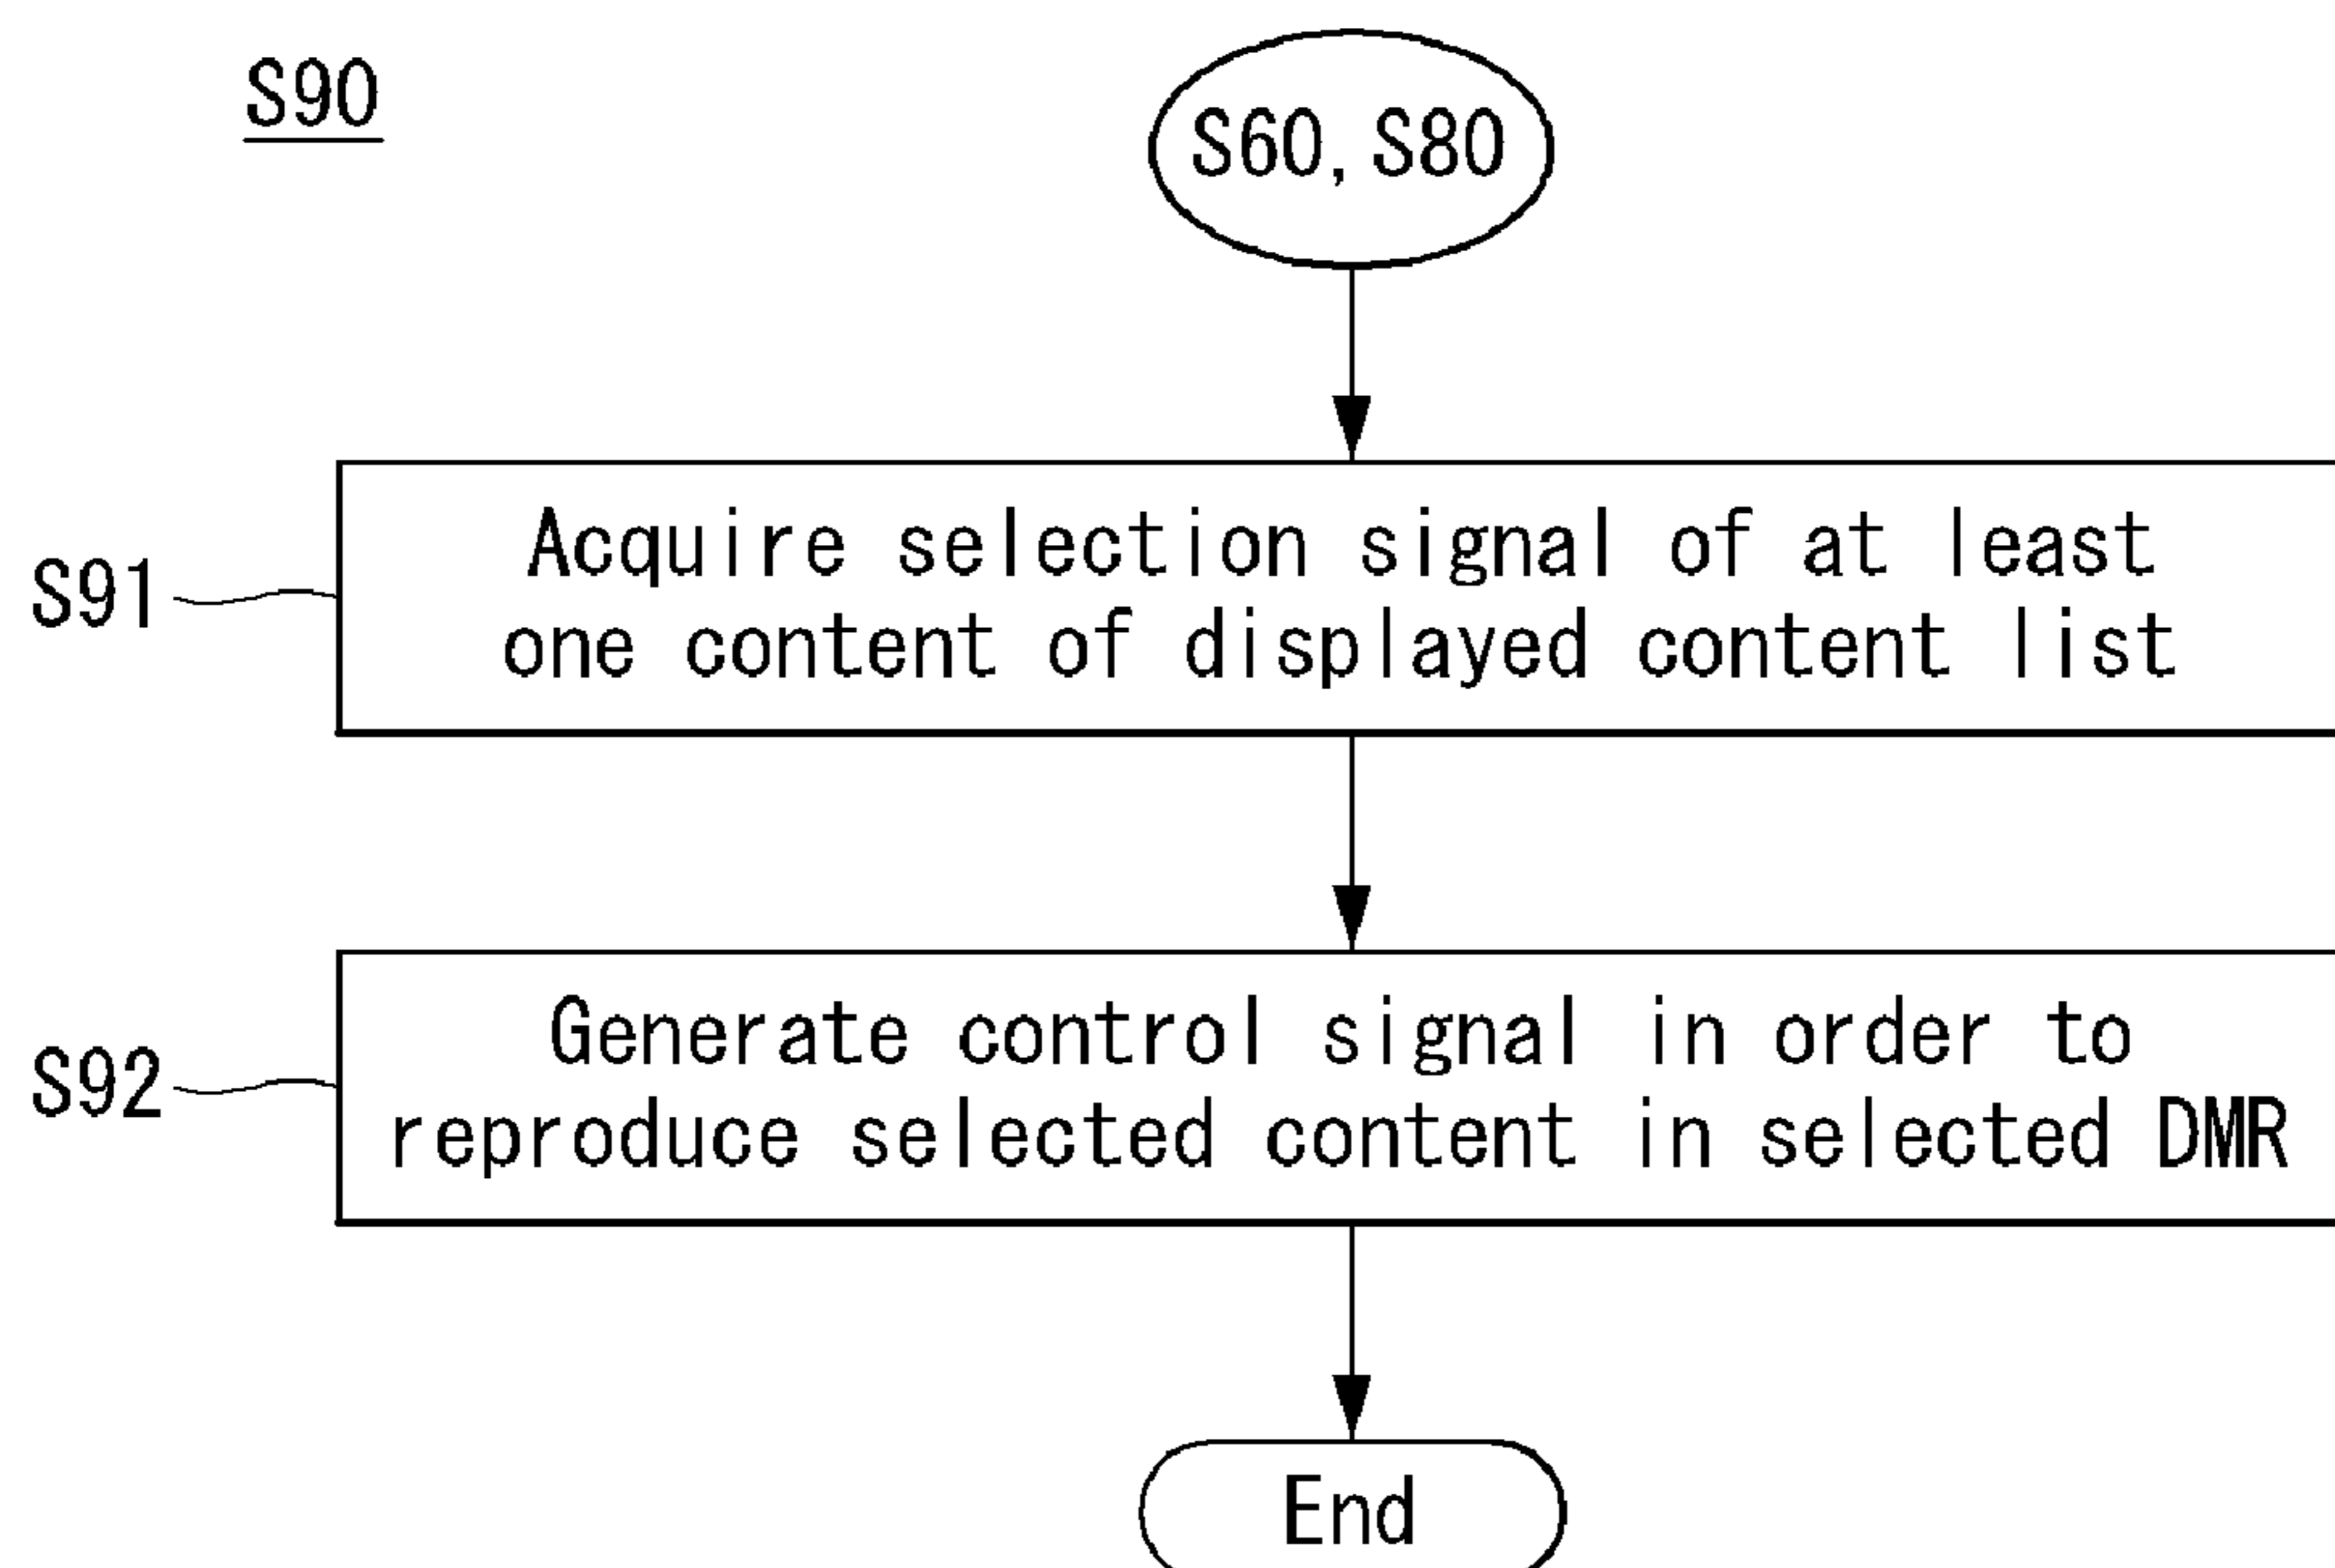 S90
S60, S80
S91
Acquire selection signal of at least
one content of displayed content list
S92
Generate control signal in order to
reproduce selected content in selected DMR
End